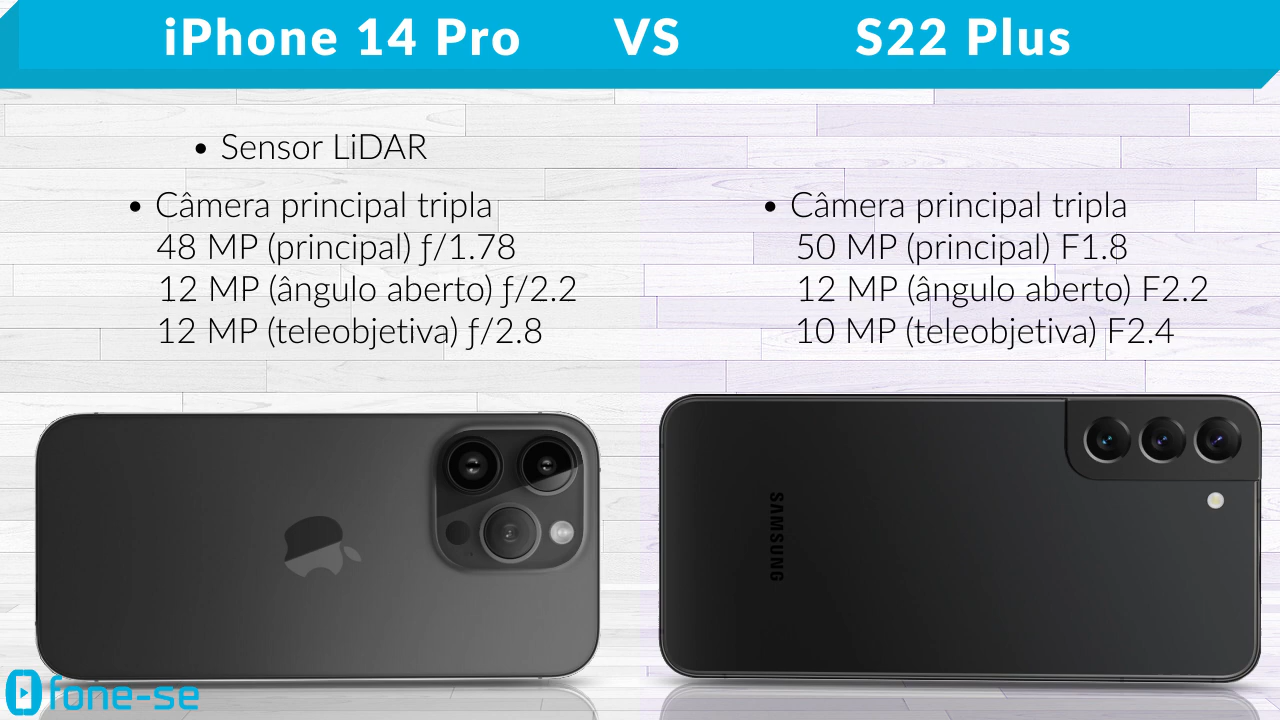 iPhone 14 Pro VS S22 Plus
• Sensor LiDAR
• Câmera principal tripla
48 MP (principal) ƒ/1.78
12 MP (ângulo aberto) ƒ/2.2
12 MP (teleobjetiva) ƒ/2.8
• Câmera principal tripla
50 MP (principal) F1.8
12 MP (ângulo aberto) F2.2
10 MP (teleobjetiva) F2.4
SAMSUNG
fone-se